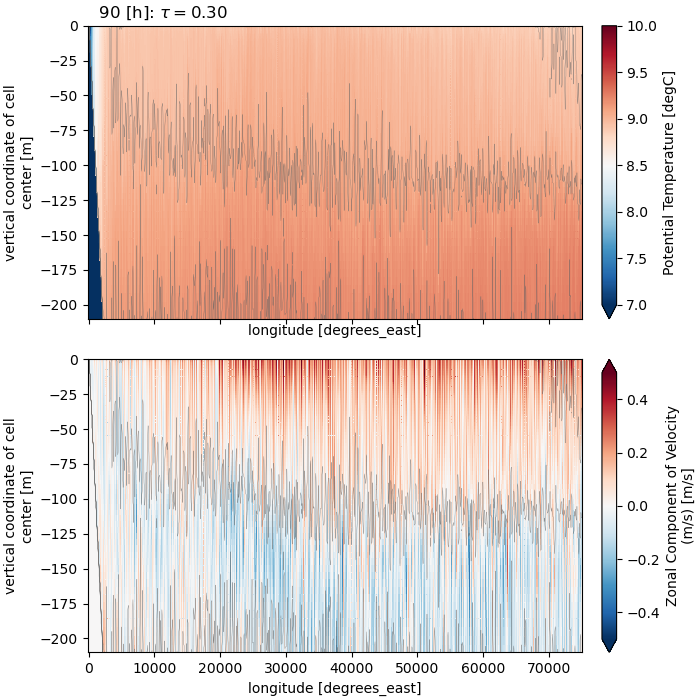 90 [h]: τ = 0.30
0
−25
−50
−75
−100
−125
−150
−175
−200
vertical coordinate of cell
center [m]
longitude [degrees_east]
10.0
9.5
9.0
8.5
8.0
7.5
7.0
Potential Temperature [degC]
0
−25
−50
−75
−100
−125
−150
−175
−200
vertical coordinate of cell
center [m]
0 10000 20000 30000 40000 50000 60000 70000
longitude [degrees_east]
0.4
0.2
0.0
−0.2
−0.4
Zonal Component of Velocity
(m/s) [m/s]